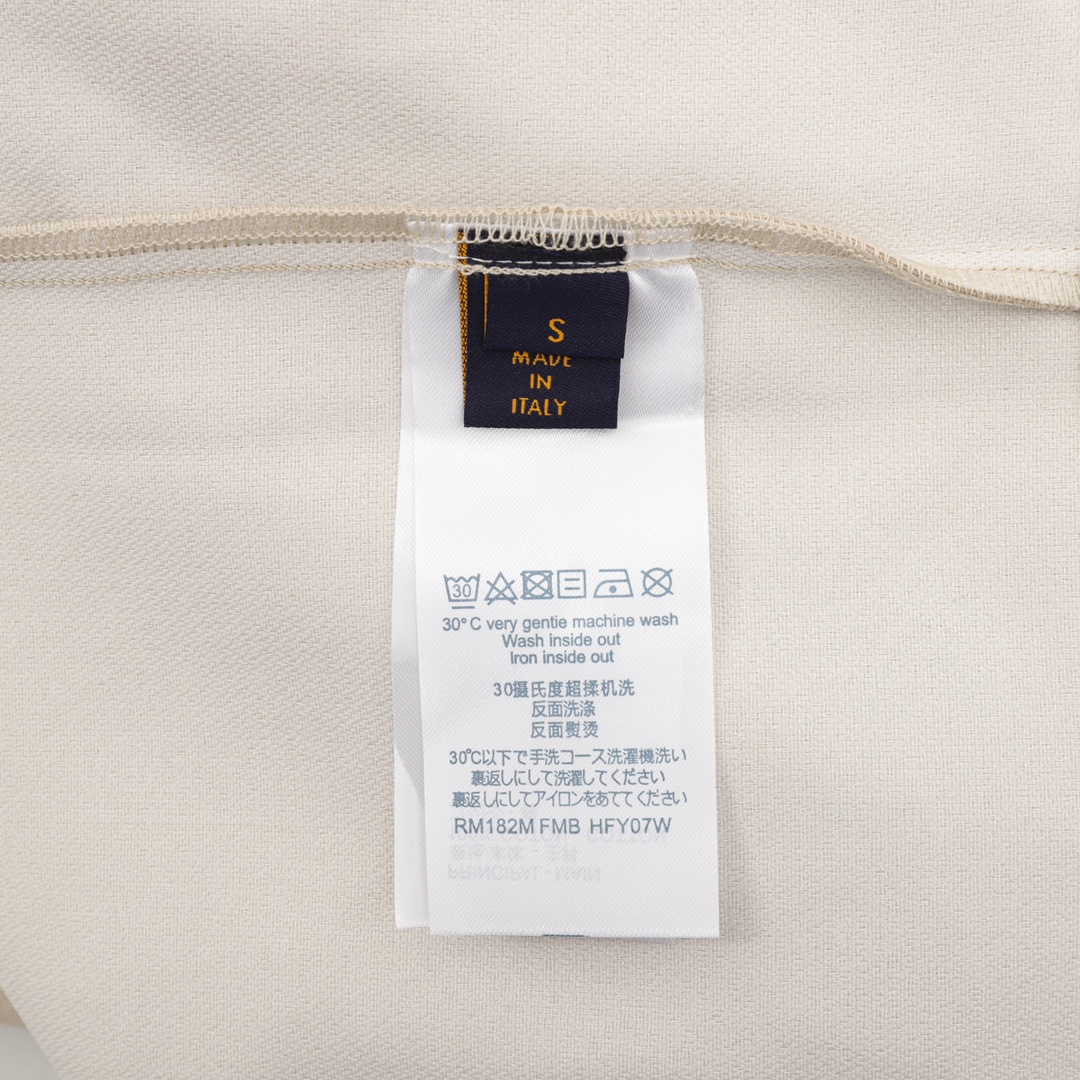 S
MADE
IN
ITALY
30
30°C very gentie machine wash
Wash inside out
Iron inside out
30摄氏度超揉机洗
反面洗涤
反面熨烫
30℃以下で手洗コース洗濯機洗い
裏返しにして洗濯してください
裏返しにしてアイロンをあててください
RM182M FMB HFY07W
PRINCIPAL - MAIN